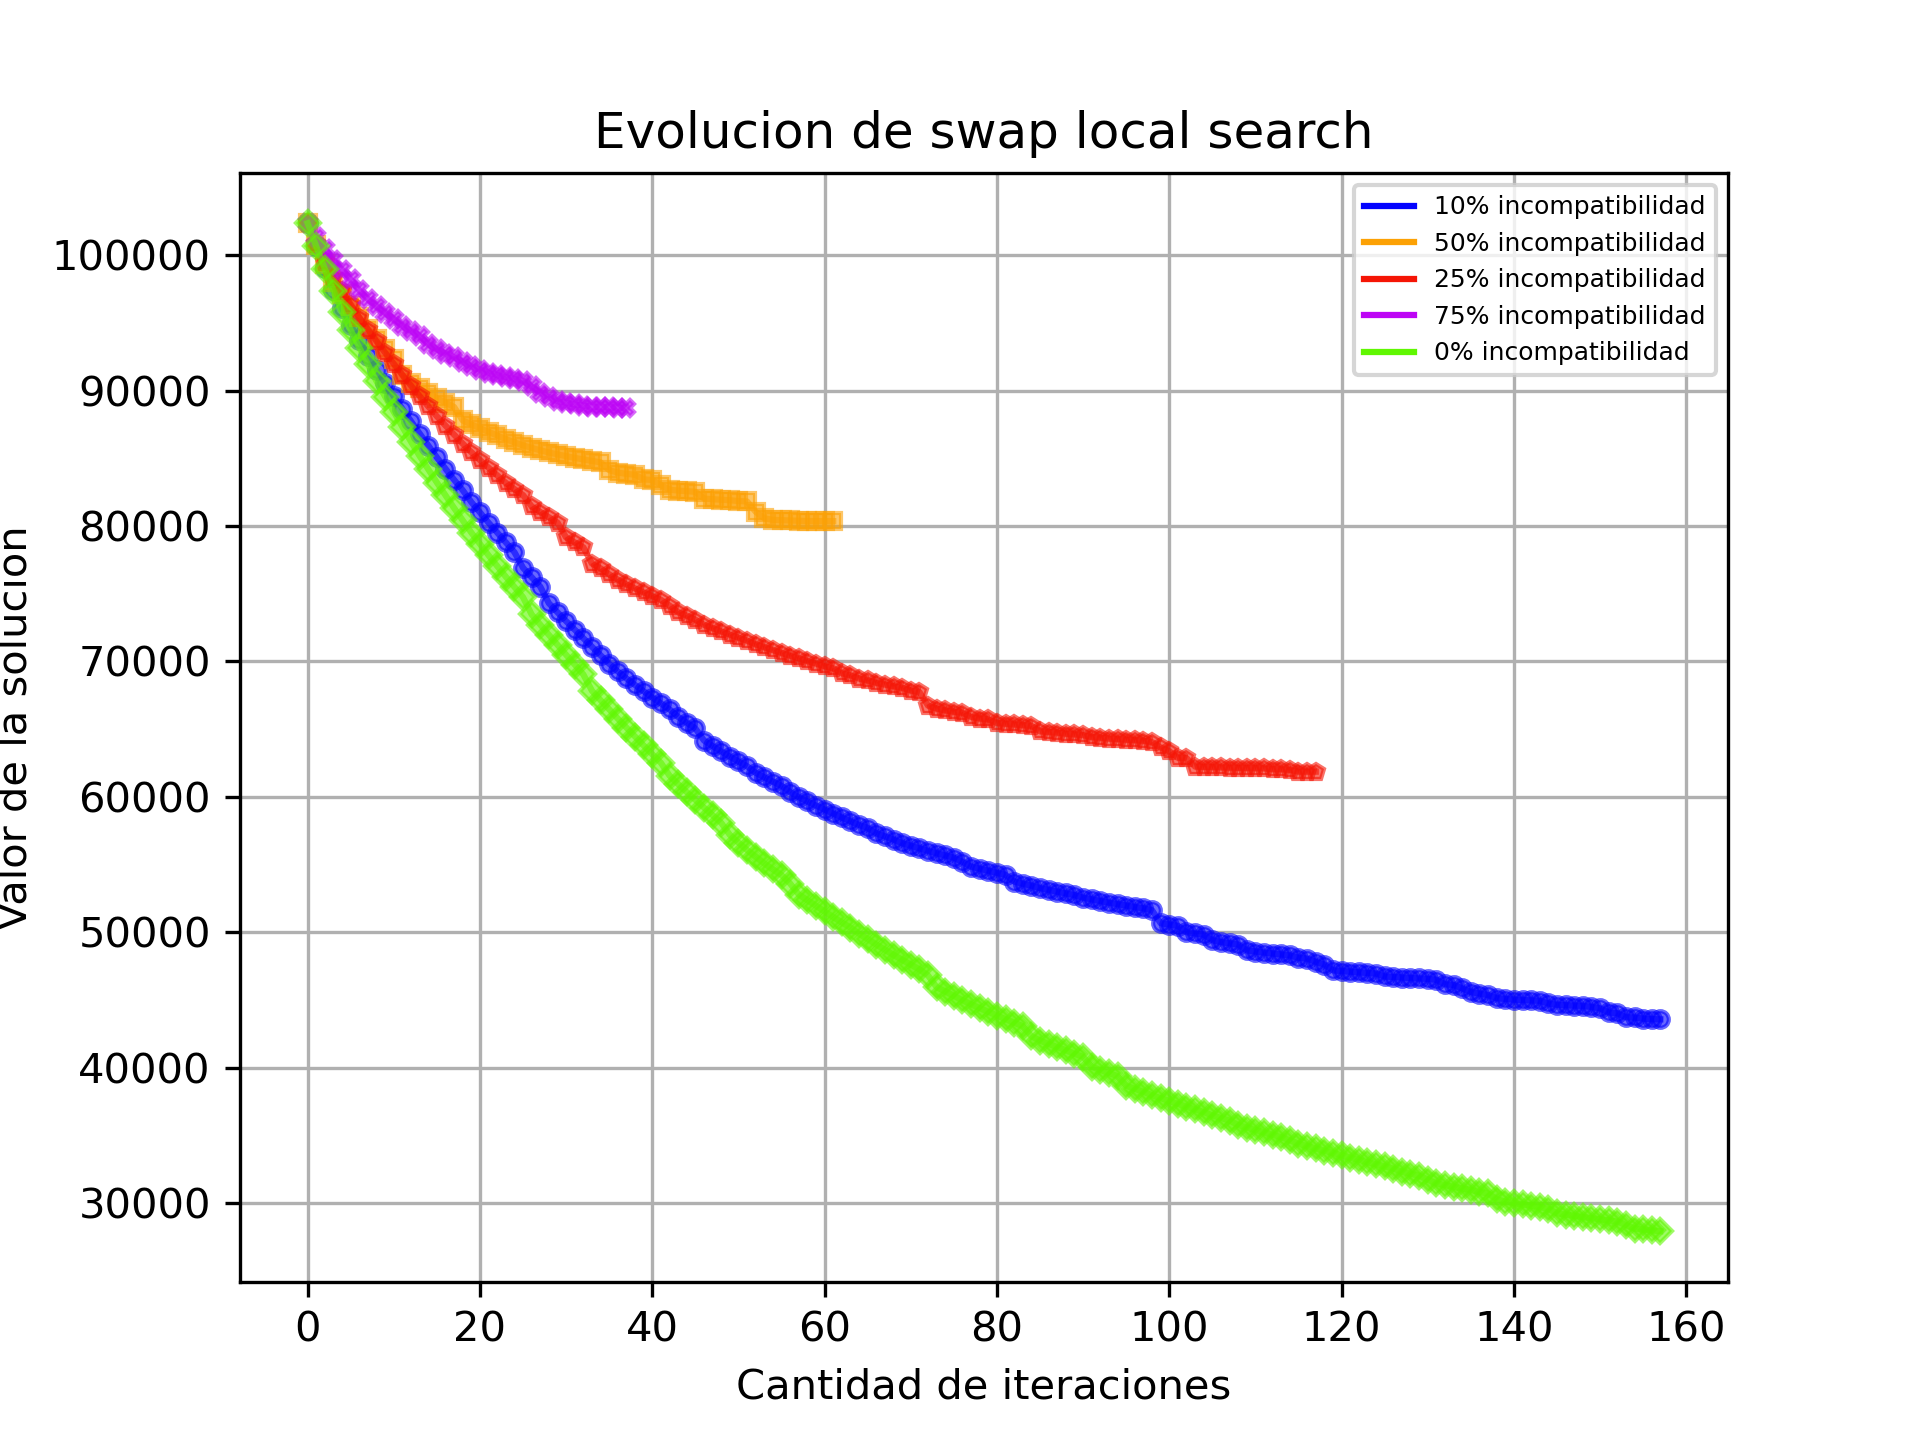 Evolucion de swap local search
10% incompatibilidad
50% incompatibilidad
25% incompatibilidad
75% incompatibilidad
0% incompatibilidad
Valor de la solucion
100000
90000
80000
70000
60000
50000
40000
30000
0 20 40 60 80 100 120 140 160
Cantidad de iteraciones